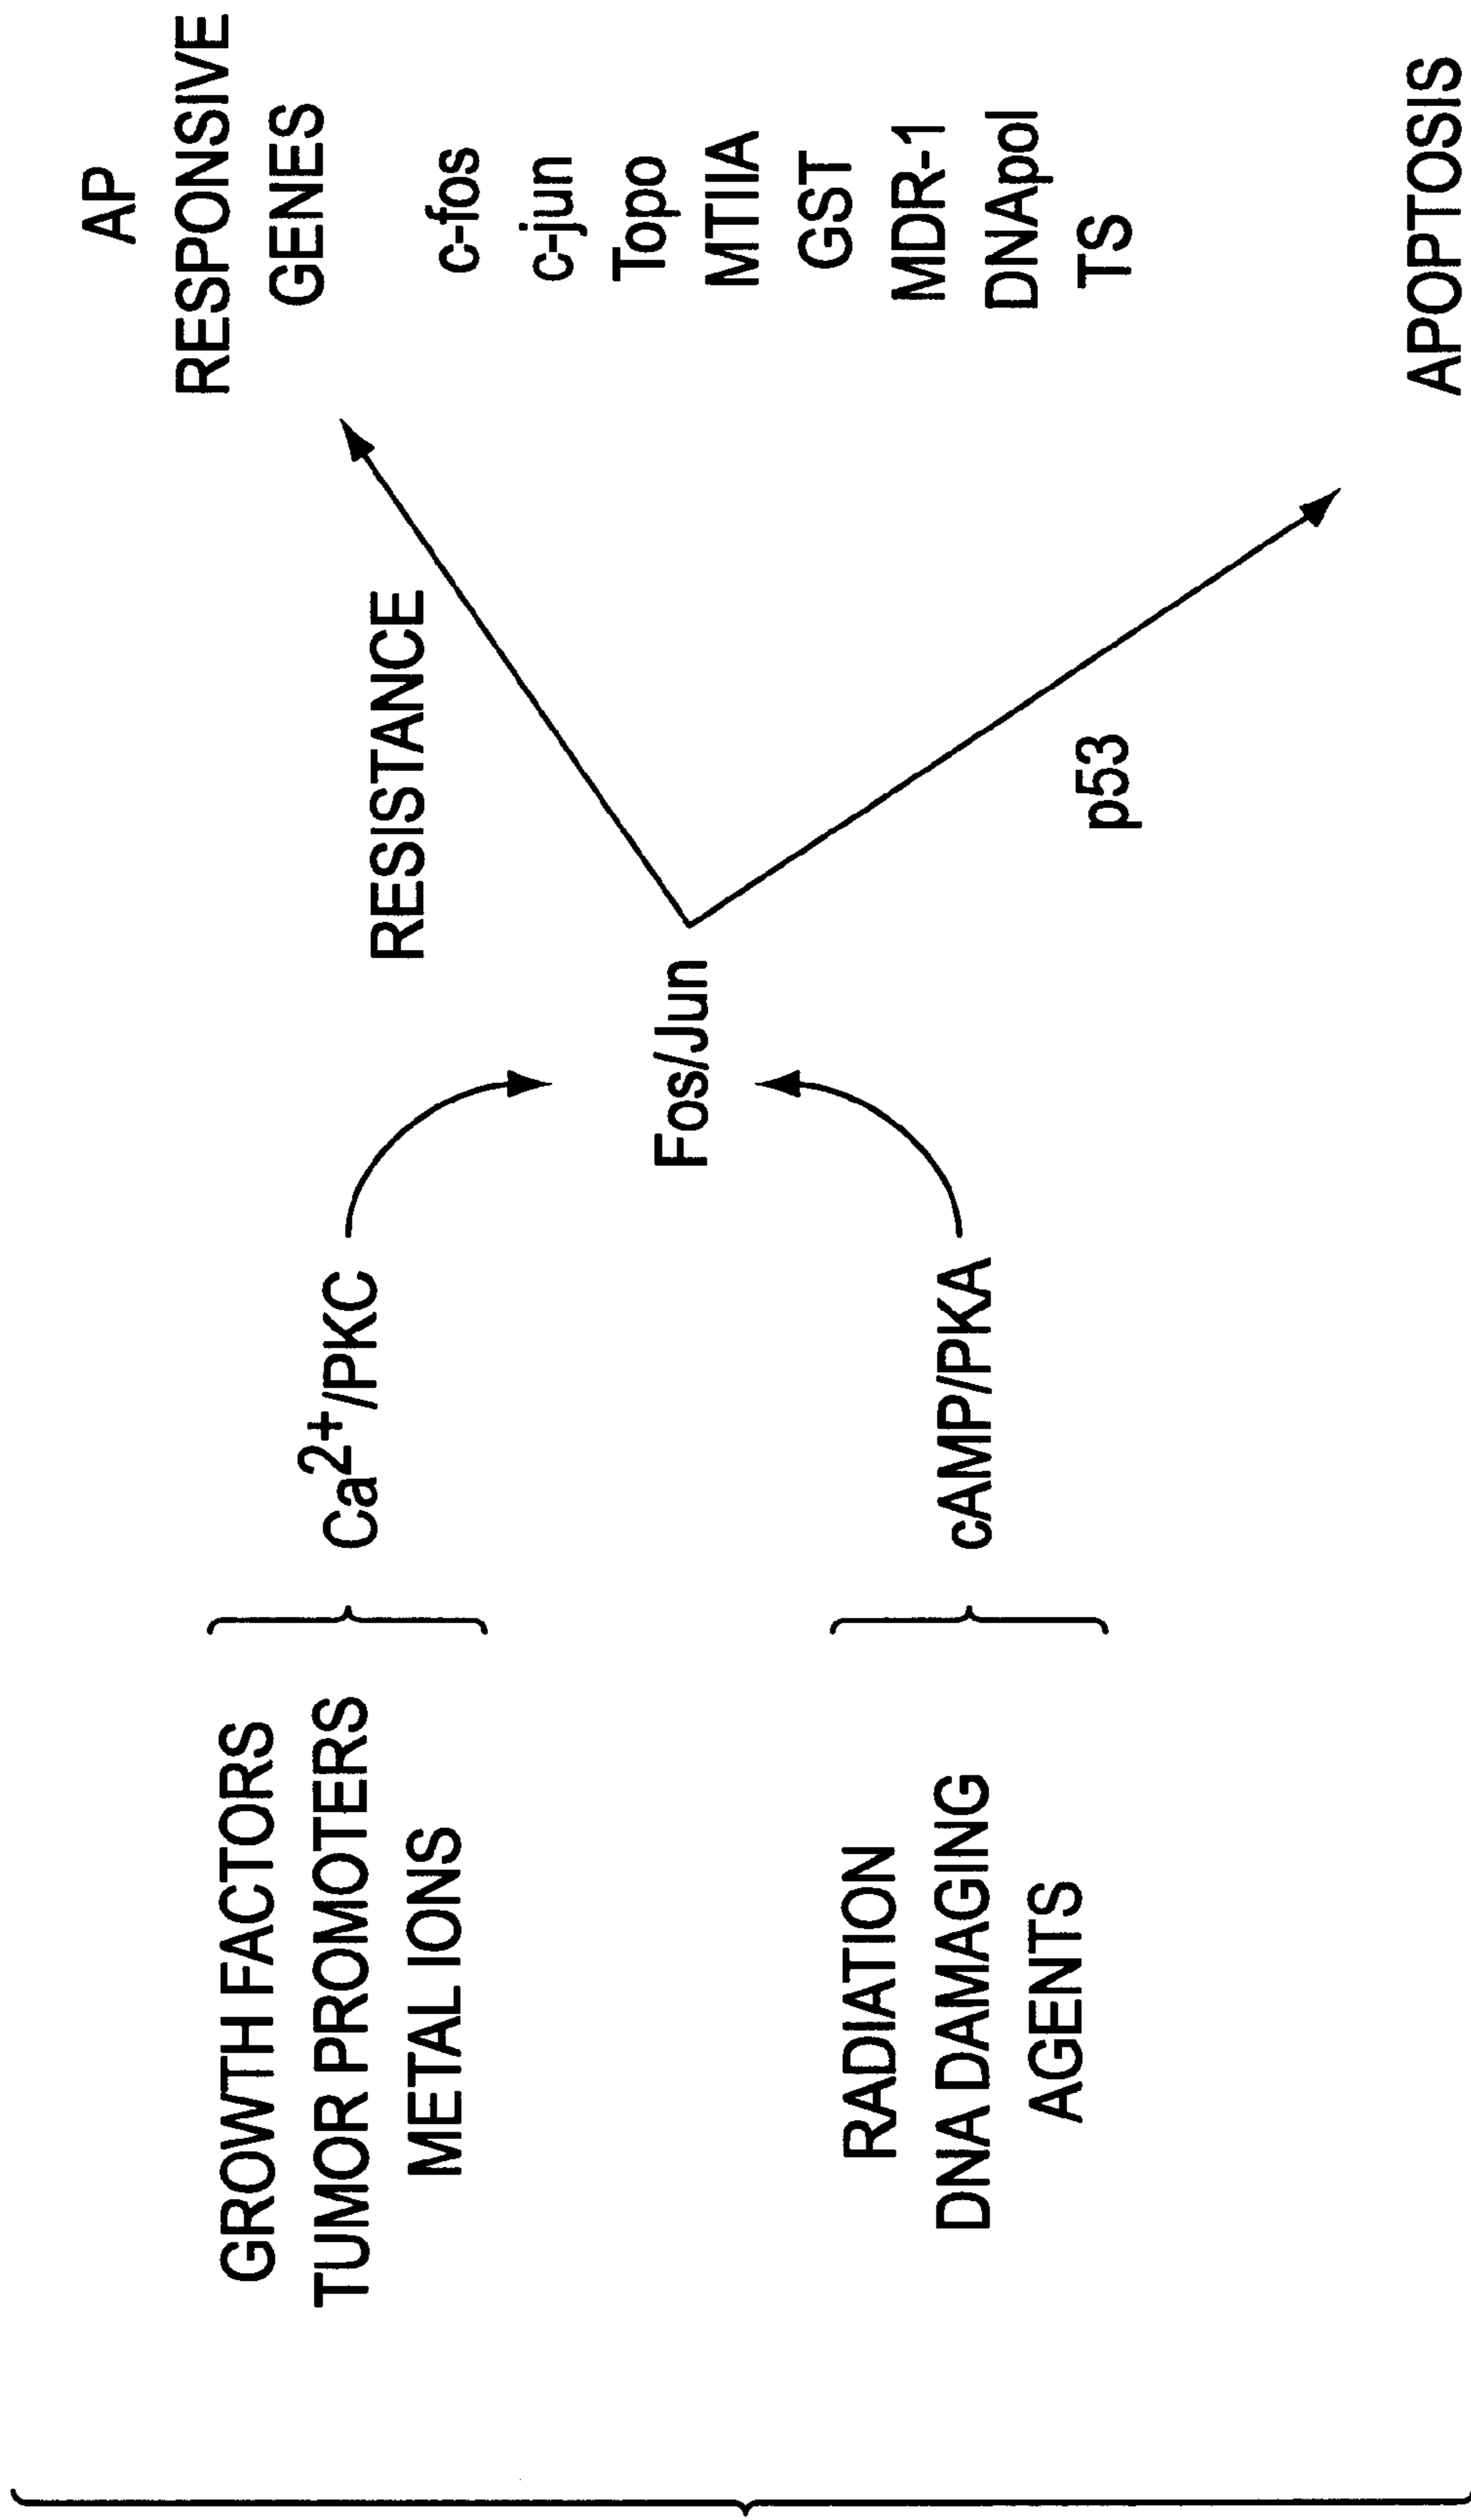 GROWTH FACTORS
TUMOR PROMOTERS
METAL IONS
Ca2+/PKC
RADIATION
DNA DAMAGING
AGENTS
cAMP/PKA
Fos/Jun
RESISTANCE
p53
AP
RESPONSIVE
GENES
c-fos
c-jun
Topo
MTIIA
GST
MDR-1
DNApol
TS
APOPTOSIS